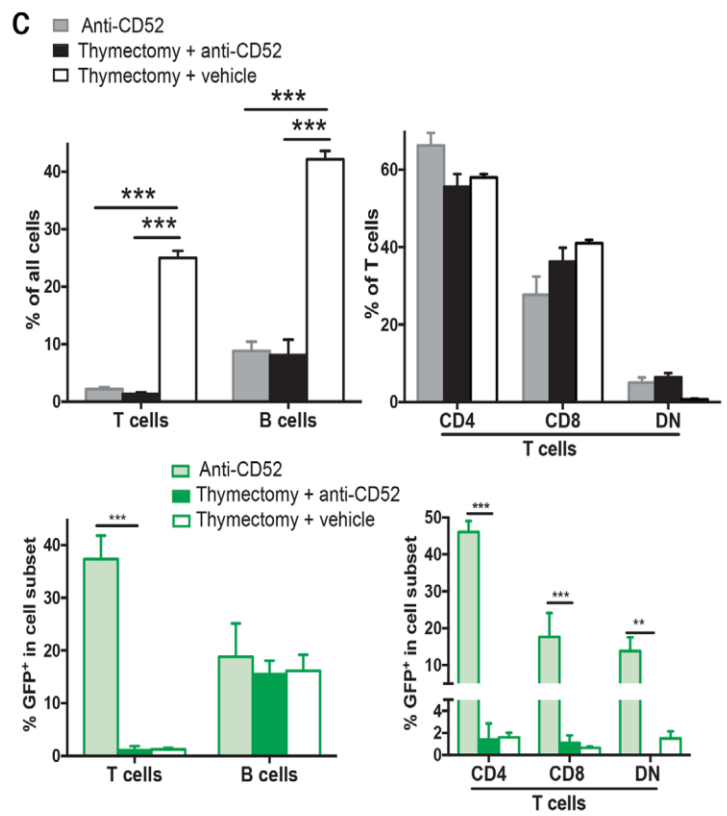 C
Anti-CD52
Thymectomy + anti-CD52
Thymectomy + vehicle
***
***
***
***
% of all cells
40
30
20
10
0
T cells
B cells
% of T cells
60
40
20
0
CD4
CD8
DN
T cells
Anti-CD52
Thymectomy + anti-CD52
Thymectomy + vehicle
***
% GFP⁺ in cell subset
40
30
20
10
0
T cells
B cells
***
***
**
% GFP⁺ in cell subset
50
40
30
20
10
4
2
0
CD4
CD8
DN
T cells